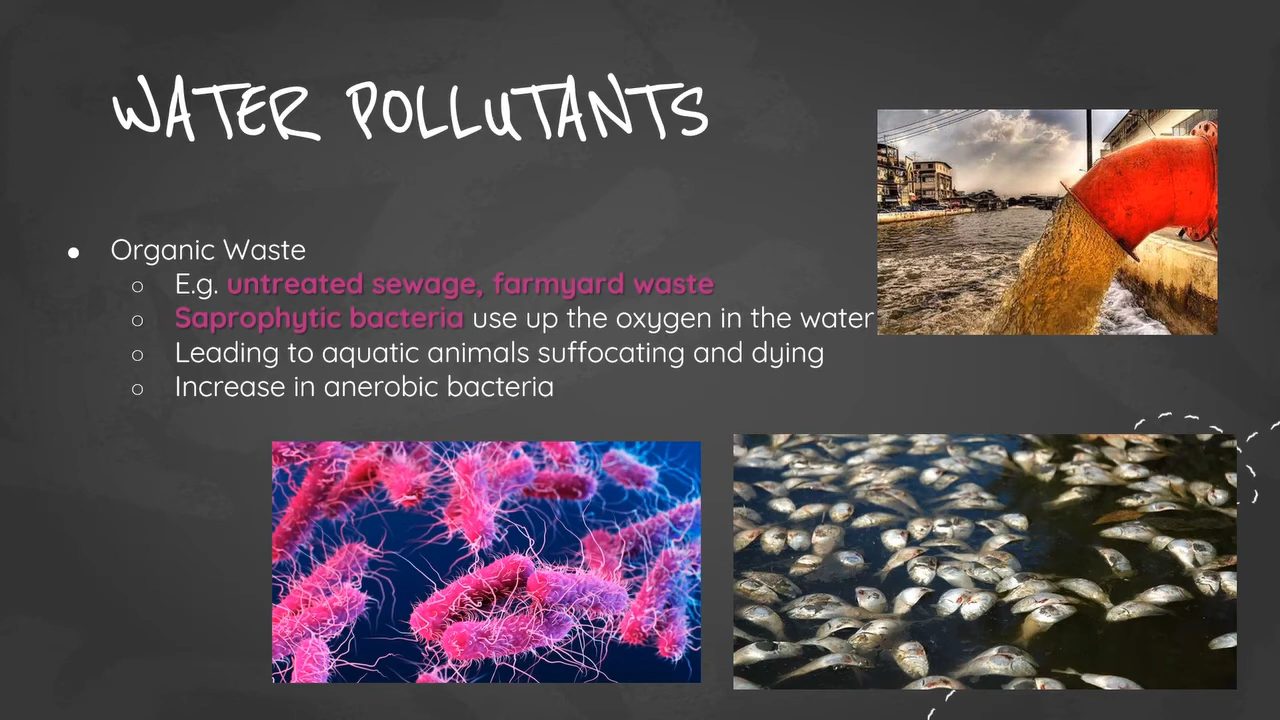 WATER POLLUTANTS
● Organic Waste
○ E.g. untreated sewage, farmyard waste
○ Saprophytic bacteria use up the oxygen in the water
○ Leading to aquatic animals suffocating and dying
○ Increase in anerobic bacteria